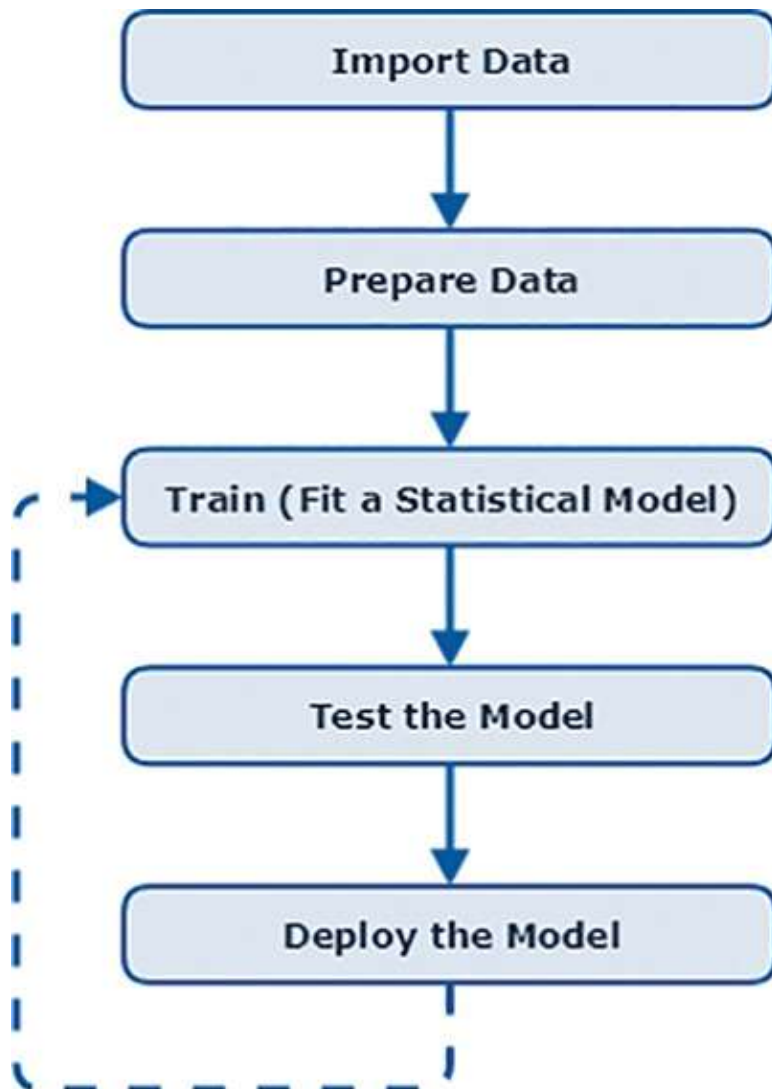 Import Data
Prepare Data
Train (Fit a Statistical Model)
Test the Model
Deploy the Model